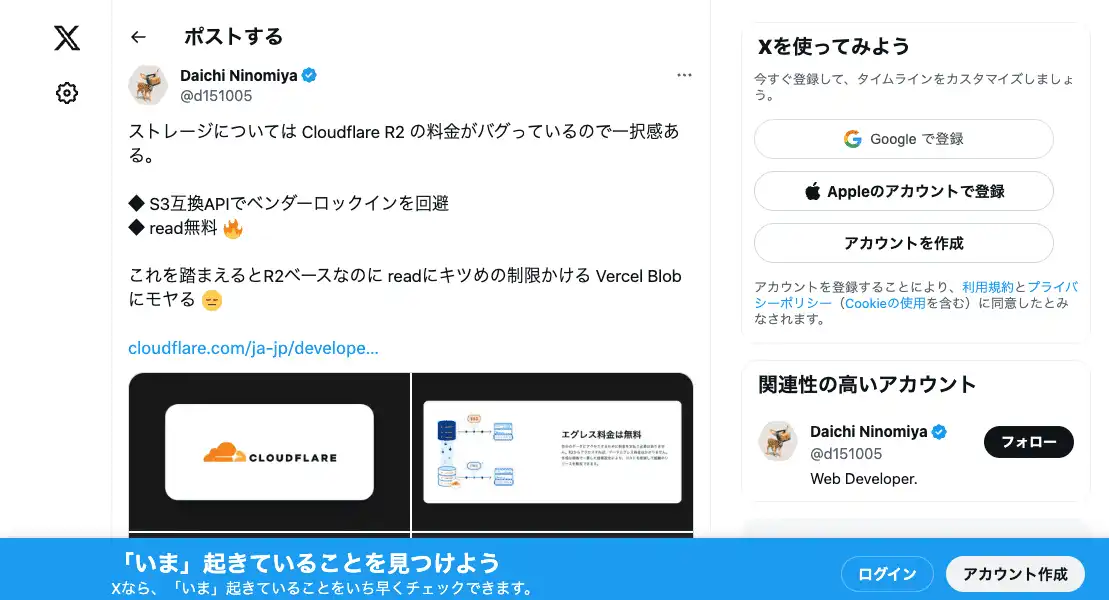 ポストする
Daichi Ninomiya
@d151005
ストレージについては Cloudflare R2 の料金がバグっているので一択感あ
る。
◆ S3互換APIでベンダーロックインを回避
◆ read無料 🔥
これを踏まえるとR2ベースなのに readにキツめの制限かける Vercel Blob
にモヤる 😑
cloudflare.com/ja-jp/develope…
CLOUDFLARE
エグレス料金は無料
Xを使ってみよう
今すぐ登録して、タイムラインをカスタマイズしましょ
う。
Google で登録
Appleのアカウントで登録
アカウントを作成
アカウントを登録することにより、利用規約とプライバ
シーポリシー（Cookieの使用を含む）に同意したとみ
なされます。
関連性の高いアカウント
Daichi Ninomiya
@d151005
フォロー
Web Developer.
「いま」起きていることを見つけよう
Xなら、「いま」起きていることをいち早くチェックできます。
ログイン
アカウント作成